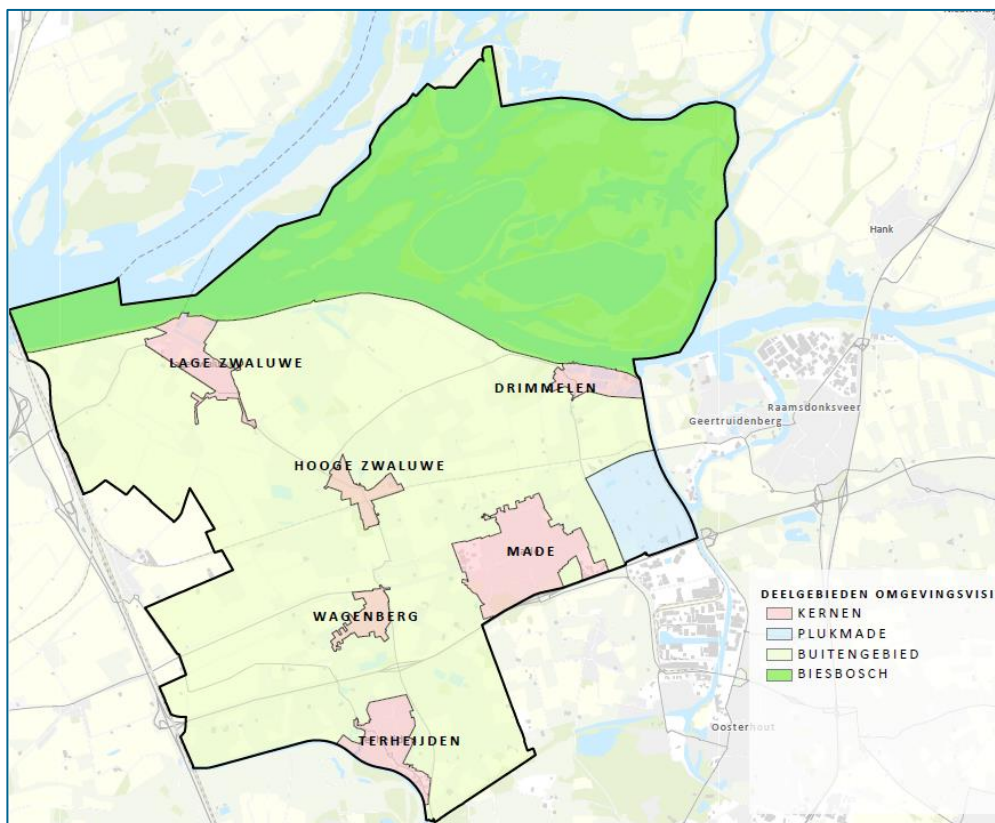 Hank
LAGE ZWALUWE
DRIMMELEN
Raamsdonksveer
Geertruidenberg
HOOGE ZWALUWE
MADE
WAGENBERG
TERHEIJDEN
Oosterhout
DEELGEBIEDEN OMGEVINGSVISI
KERNEN
PLUKMADE
BUITENGEBIED
BIESBOSCH